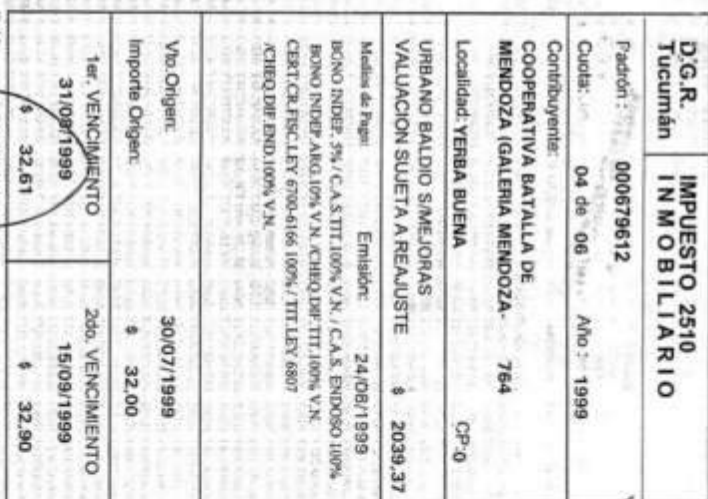 D.G.R. IMPUESTO 2510
Tucumán INMOBILIARIO
Padrón : 000679612
Cuota: 04 de 06 Año : 1999
Contribuyente:
COOPERATIVA BATALLA DE
MENDOZA (GALERIA MENDOZA- 764
Localidad: YERBA BUENA CP:0
URBANO BALDIO S/MEJORAS
VALUACION SUJETA A REAJUSTE $ 2039,37
Medios de Pago: Emisión: 24/08/1999
BONO INDEP. 5% / C.A.S.TIT.100% V.N. / C.A.S. ENDOSO 100%
BONO INDEP.ARG.10% V.N. /CHEQ.DIF.TIT.100% V.N.
CERT.CR.FISC.LEY 6700-6166 100% / TIT.LEY 6807
/CHEQ.DIF.END.100% V.N.
Vto.Origen: 30/07/1999
Importe Origen: $ 32,00
1er. VENCIMIENTO 2do. VENCIMIENTO
31/08/1999 15/09/1999
$ 32,61 $ 32,90